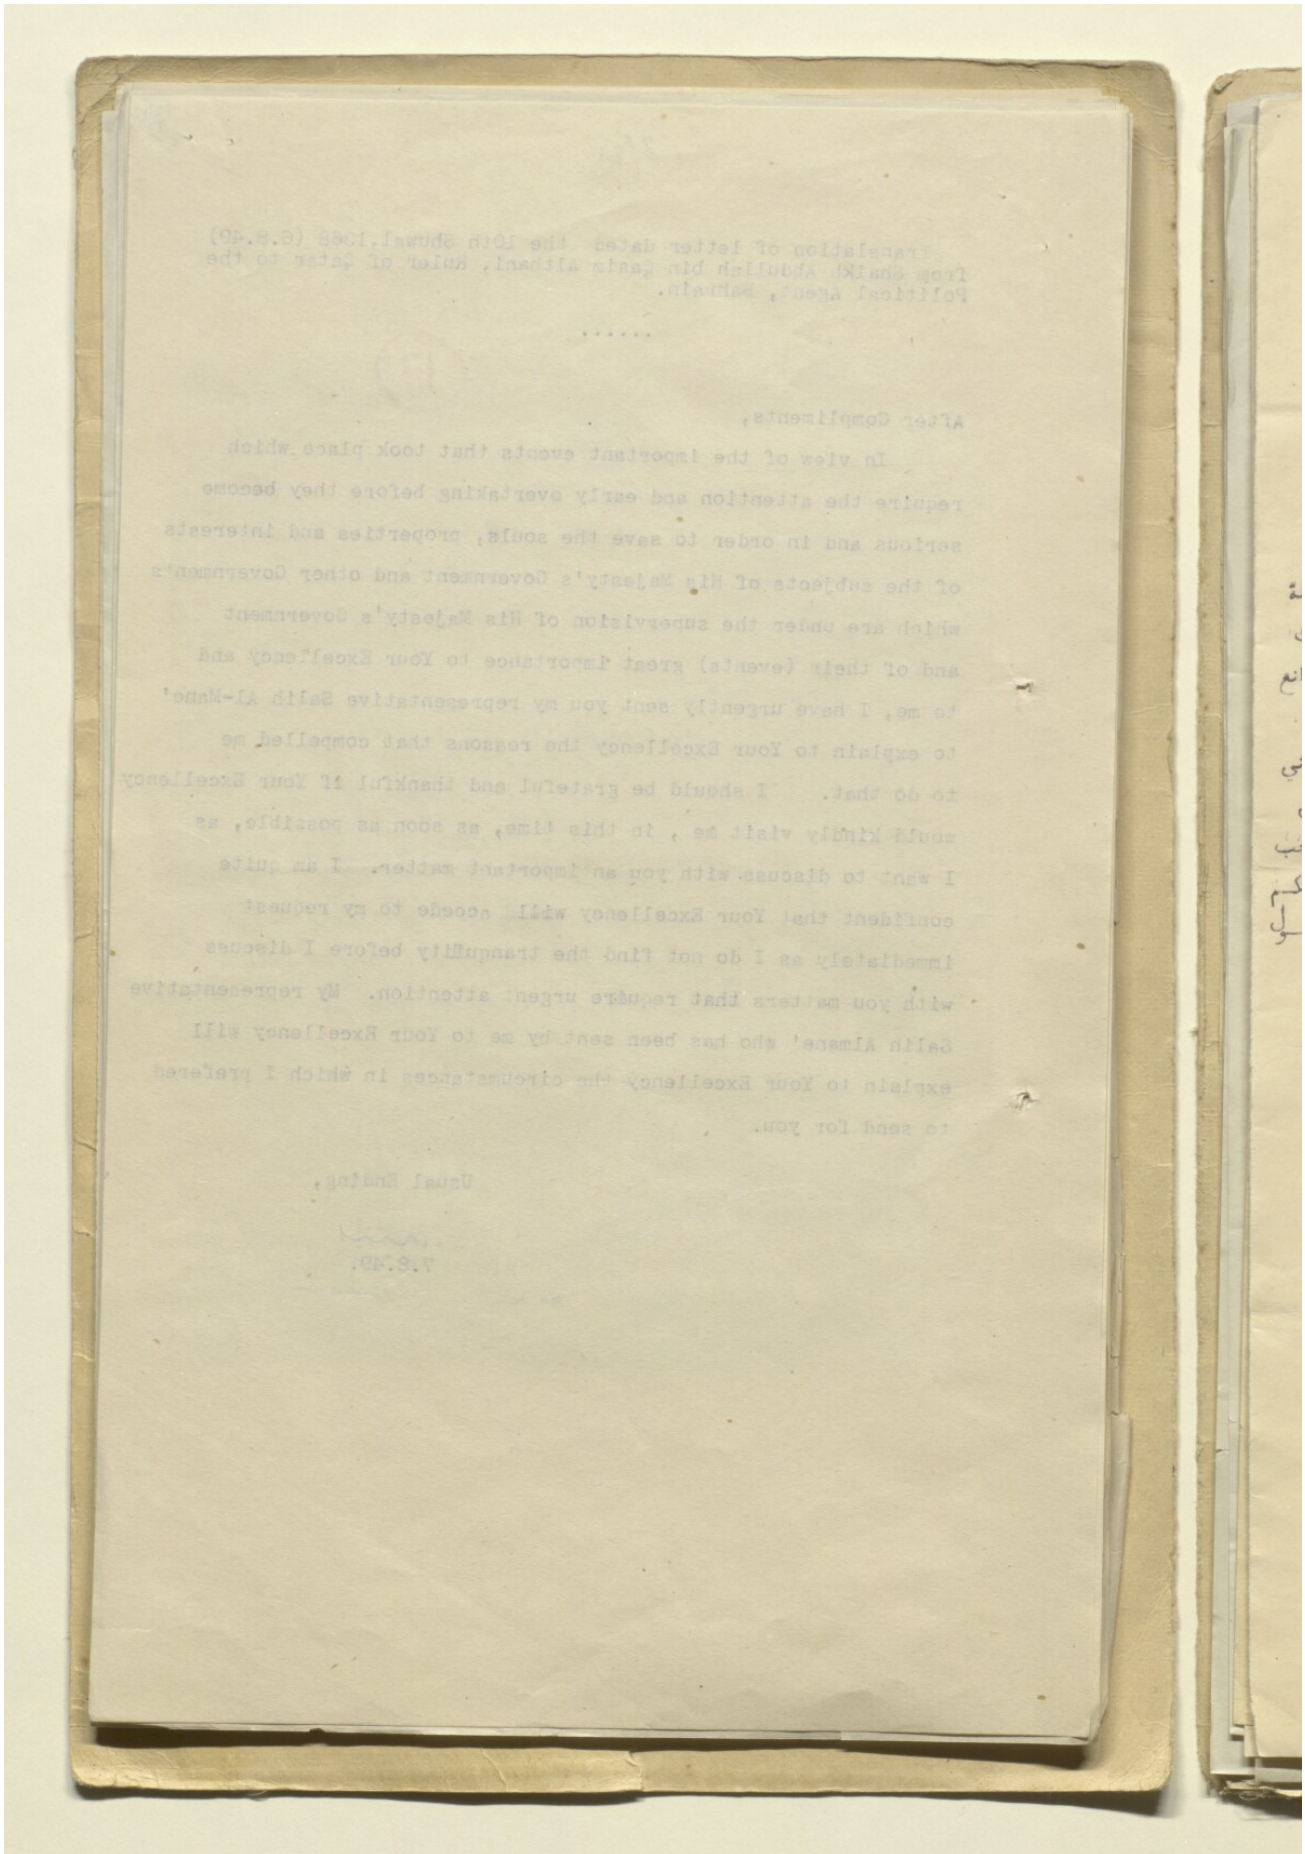 Translation of letter dated the 10th Shuwal,1368 (6.8.49)
from Shaikh Abdullah bin Qasim Althani, Ruler of Qatar to the
Political Agent, Bahrain.
......
After Compliments,
In view of the important events that took place which
require the attention and early overtaking before they become
serious and in order to save the souls, properties and interests
of the subjects of His Majesty's Government and other Governments
which are under the supervision of His Majesty's Government
and of their (events) great importance to Your Excellency and
to me, I have urgently sent you my representative Salih Al-Mane'
to explain to Your Excellency the reasons that compelled me
to do that. I should be grateful and thankful if Your Excellency
would kindly visit me , in this time, as soon as possible, as
I want to discuss with you an important matter. I am quite
confident that Your Excellency will accede to my request
immediately as I do not find the tranquility before I discuss
with you matters that require urgent attention. My representative
Salih Almane' who has been sent by me to Your Excellency will
explain to Your Excellency the circumstances in which I prefered
to send for you.
Usual Ending,
7.8.49.